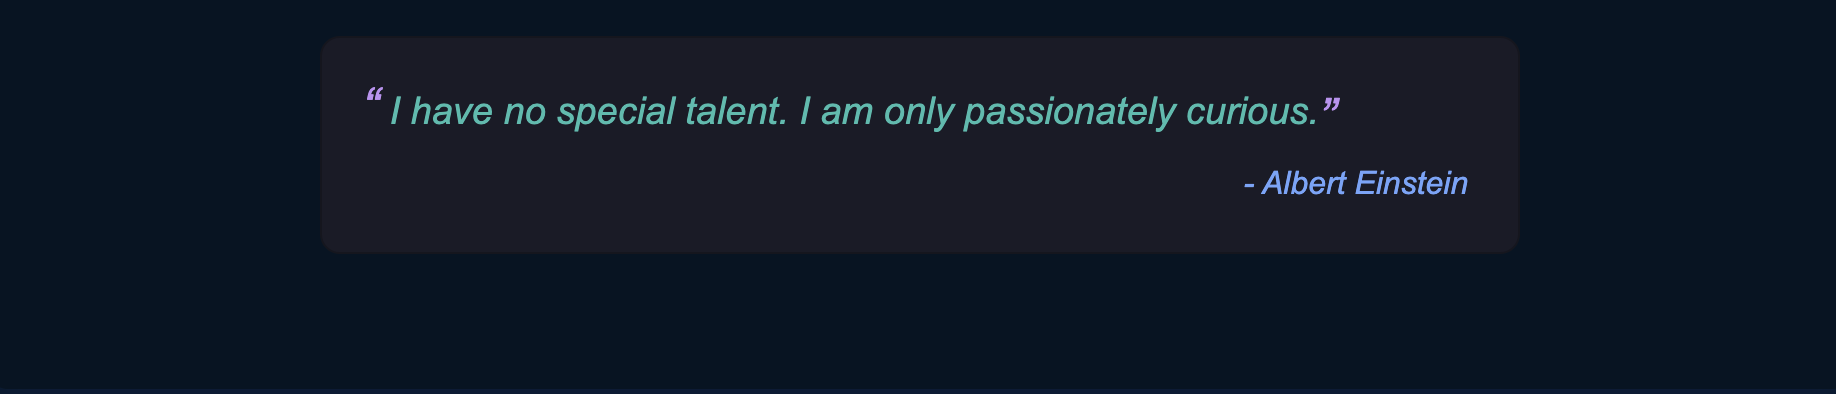 “ I have no special talent. I am only passionately curious.”
- Albert Einstein